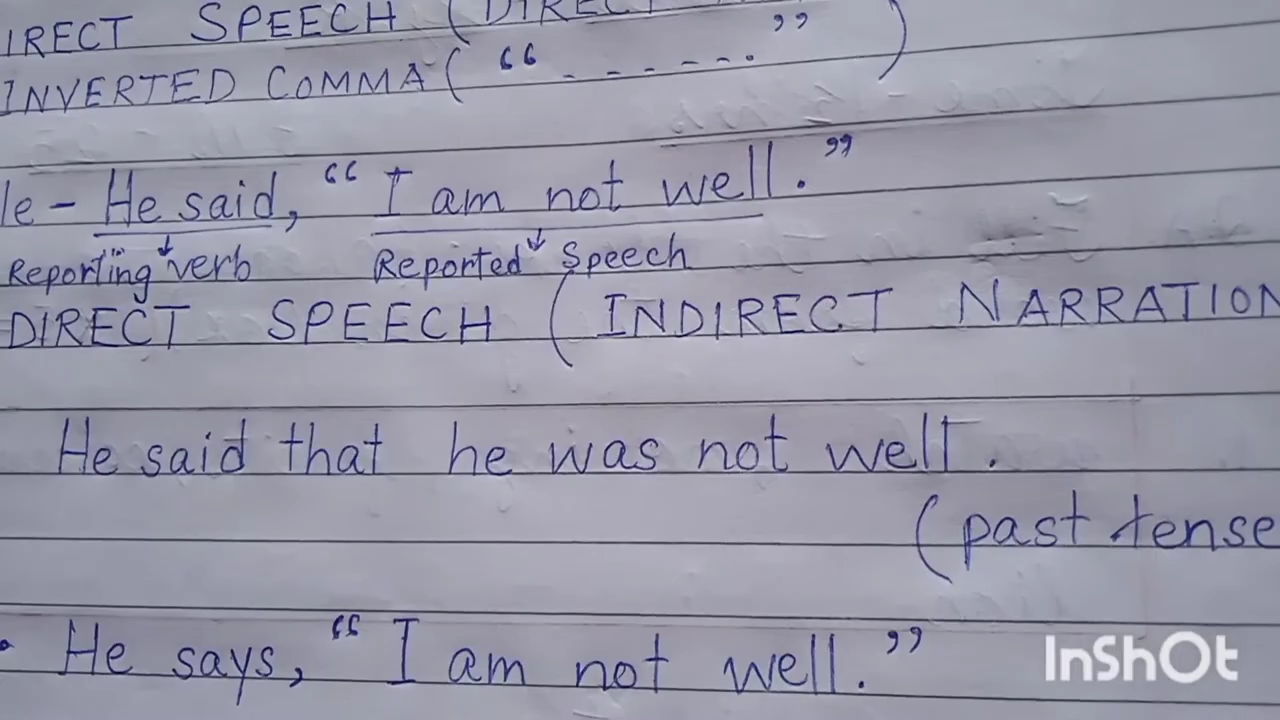 IRECT SPEECH ( DIRECT
INVERTED COMMA ( “ - - - - - . ” )
le - He said, “ I am not well. ”
Reporting verb Reported Speech
DIRECT SPEECH ( INDIRECT NARRATION
He said that he was not well.
( past tense
He says, “ I am not well. ”
InShOt